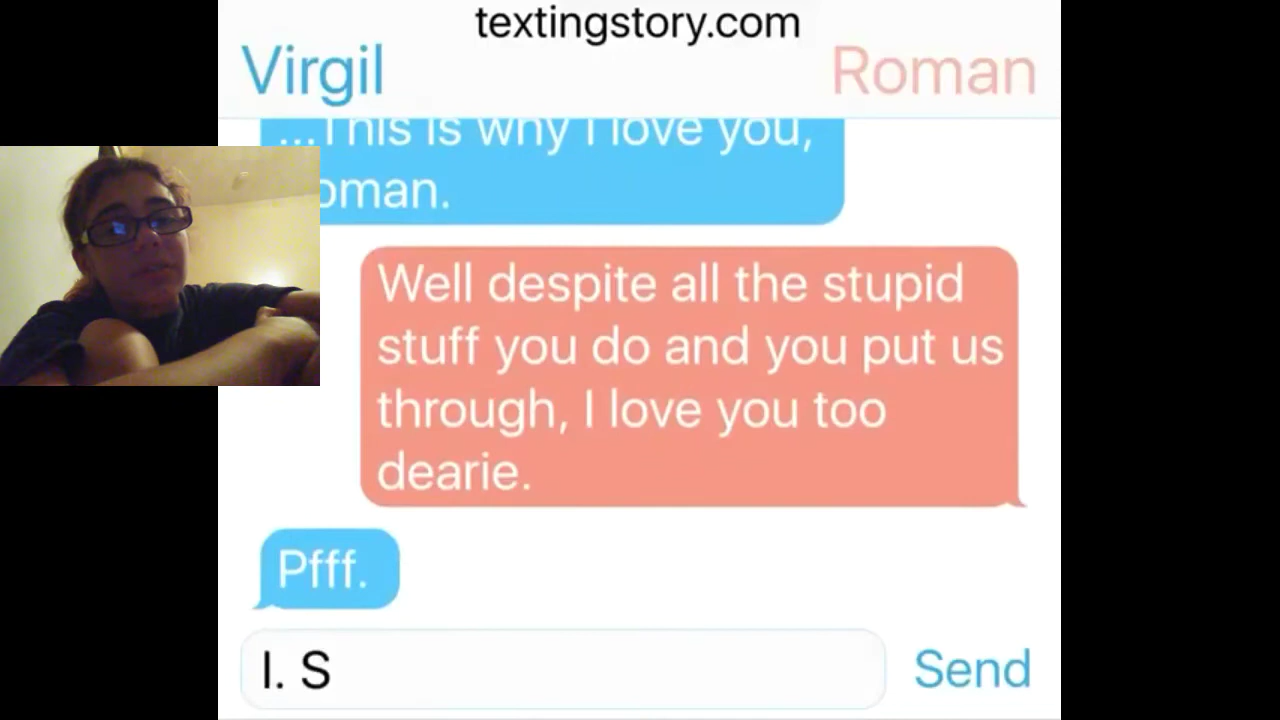 textingstory.com
Virgil Roman
...This is why I love you,
oman.
Well despite all the stupid
stuff you do and you put us
through, I love you too
dearie.
Pfff.
I. S
Send